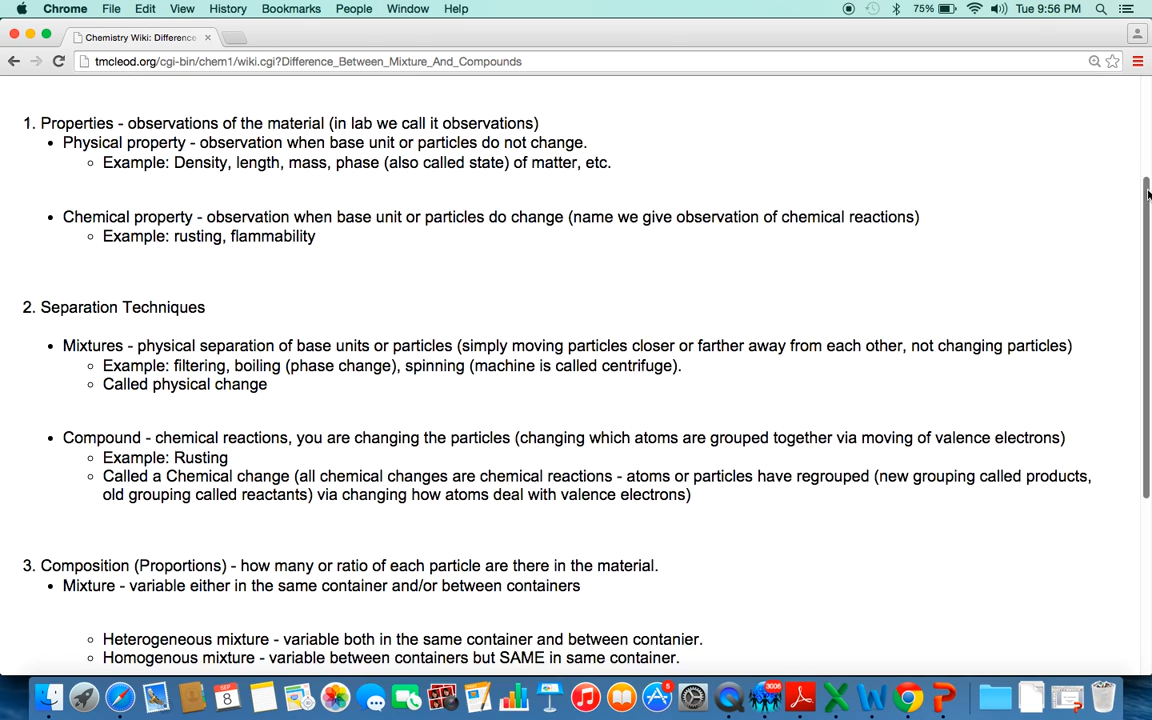 Chrome File Edit View History Bookmarks People Window Help 75% Tue 9:56 PM
Chemistry Wiki: Difference
tmcleod.org/cgi-bin/chem1/wiki.cgi?Difference_Between_Mixture_And_Compounds
1. Properties - observations of the material (in lab we call it observations)
• Physical property - observation when base unit or particles do not change.
○ Example: Density, length, mass, phase (also called state) of matter, etc.
• Chemical property - observation when base unit or particles do change (name we give observation of chemical reactions)
○ Example: rusting, flammability
2. Separation Techniques
• Mixtures - physical separation of base units or particles (simply moving particles closer or farther away from each other, not changing particles)
○ Example: filtering, boiling (phase change), spinning (machine is called centrifuge).
○ Called physical change
• Compound - chemical reactions, you are changing the particles (changing which atoms are grouped together via moving of valence electrons)
○ Example: Rusting
○ Called a Chemical change (all chemical changes are chemical reactions - atoms or particles have regrouped (new grouping called products,
old grouping called reactants) via changing how atoms deal with valence electrons)
3. Composition (Proportions) - how many or ratio of each particle are there in the material.
• Mixture - variable either in the same container and/or between containers
○ Heterogeneous mixture - variable both in the same container and between contanier.
○ Homogenous mixture - variable between containers but SAME in same container.
SEP
8
8
3008